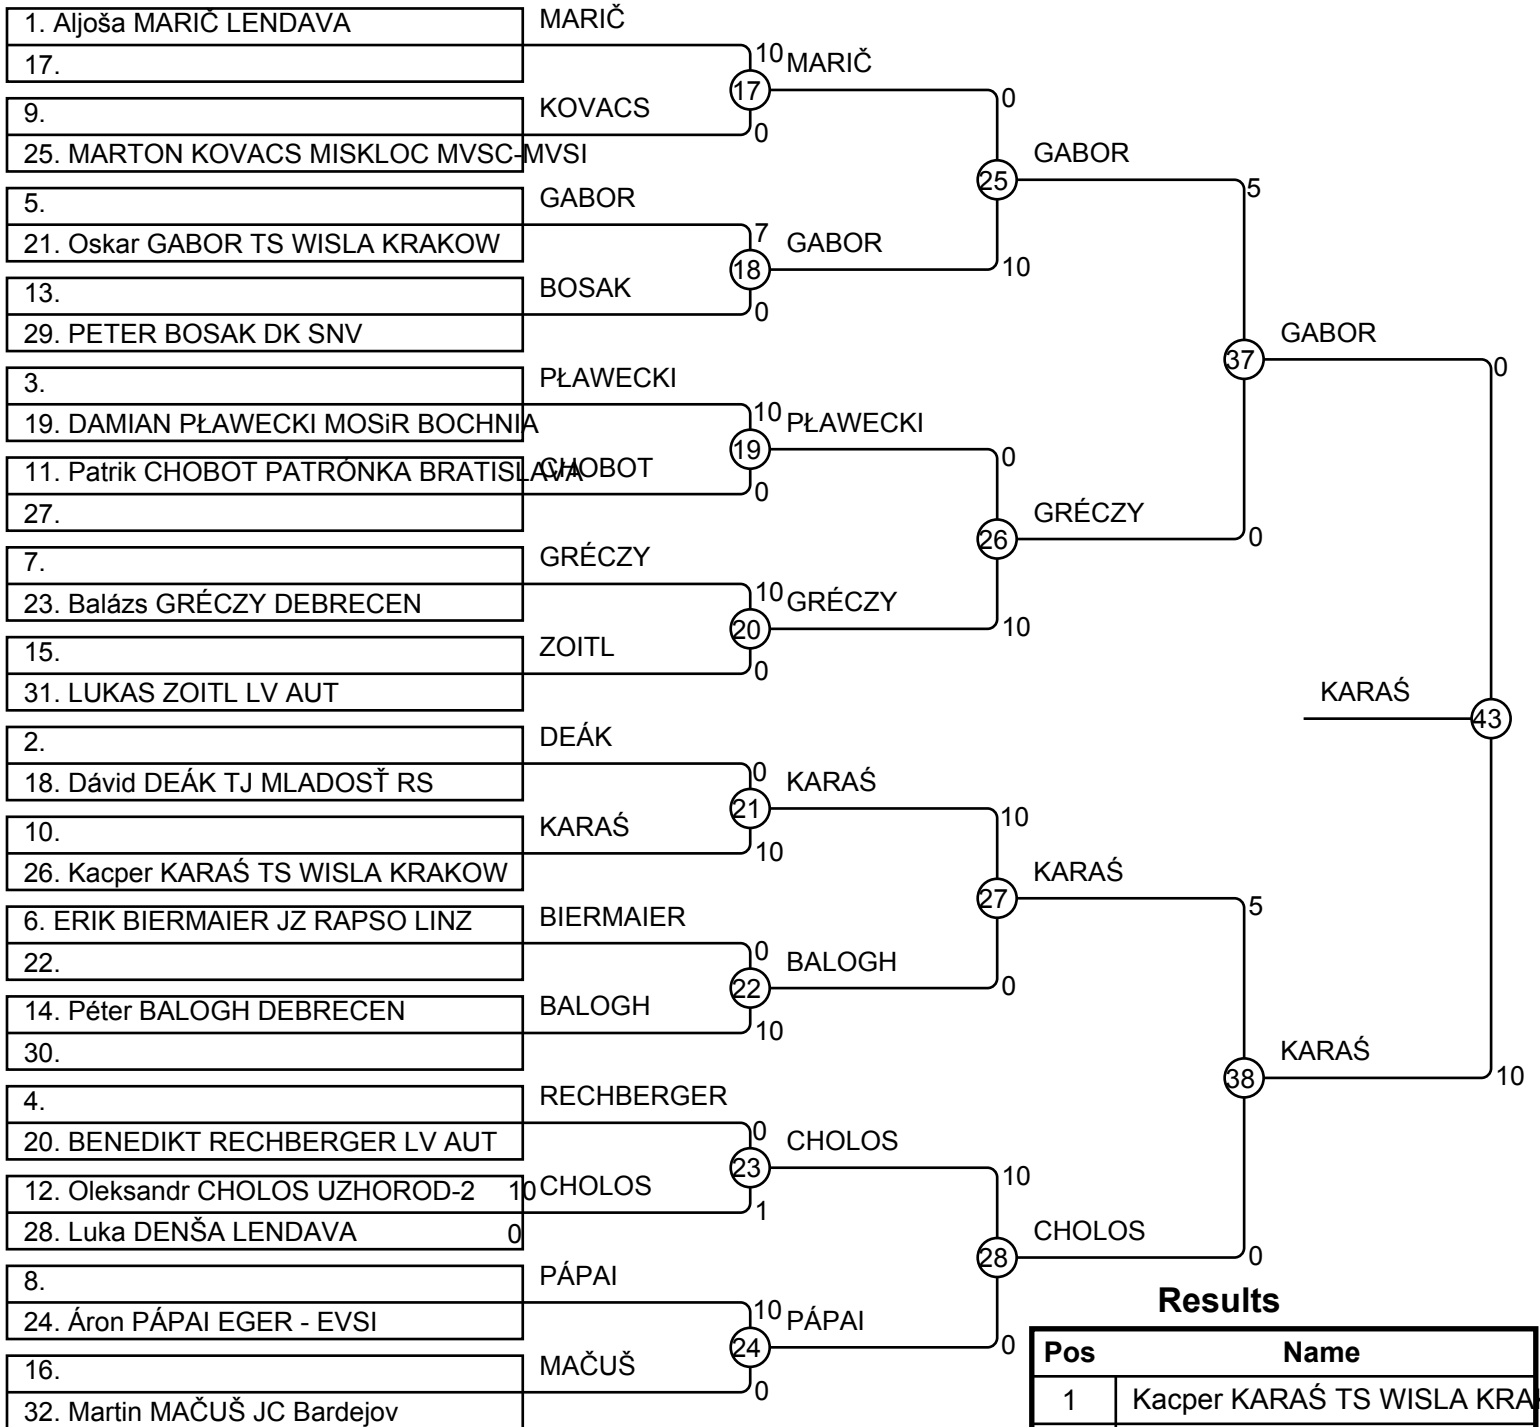 1. Aljoša MARIČ LENDAVA
17.
9.
25. MARTON KOVACS MISKLOC MVSC-MVSI
5.
21. Oskar GABOR TS WISLA KRAKOW
13.
29. PETER BOSAK DK SNV
3.
19. DAMIAN PŁAWECKI MOSiR BOCHNIA
11. Patrik CHOBOT PATRÓNKA BRATISLAVA
27.
7.
23. Balázs GRÉCZY DEBRECEN
15.
31. LUKAS ZOITL LV AUT
2.
18. Dávid DEÁK TJ MLADOSŤ RS
10.
26. Kacper KARAŚ TS WISLA KRAKOW
6. ERIK BIERMAIER JZ RAPSO LINZ
22.
14. Péter BALOGH DEBRECEN
30.
4.
20. BENEDIKT RECHBERGER LV AUT
12. Oleksandr CHOLOS UZHOROD-2 10
28. Luka DENŠA LENDAVA 0
8.
24. Áron PÁPAI EGER - EVSI
16.
32. Martin MAČUŠ JC Bardejov
MARIČ
10
17
KOVACS
0
GABOR
7
18
BOSAK
0
PŁAWECKI
10
19
CHOBOT
0
GRÉCZY
10
20
ZOITL
0
DEÁK
0
21
KARAŚ
10
BIERMAIER
0
22
BALOGH
10
RECHBERGER
0
23
CHOLOS
1
PÁPAI
10
24
MAČUŠ
0
MARIČ
0
25
GABOR
10
PŁAWECKI
0
26
GRÉCZY
10
KARAŚ
10
27
BALOGH
0
CHOLOS
10
28
PÁPAI
0
GABOR
5
37
GRÉCZY
0
KARAŚ
5
38
CHOLOS
0
GABOR
0
KARAŚ
43
KARAŚ
10
Results
Pos Name
1 Kacper KARAŚ TS WISLA KRA